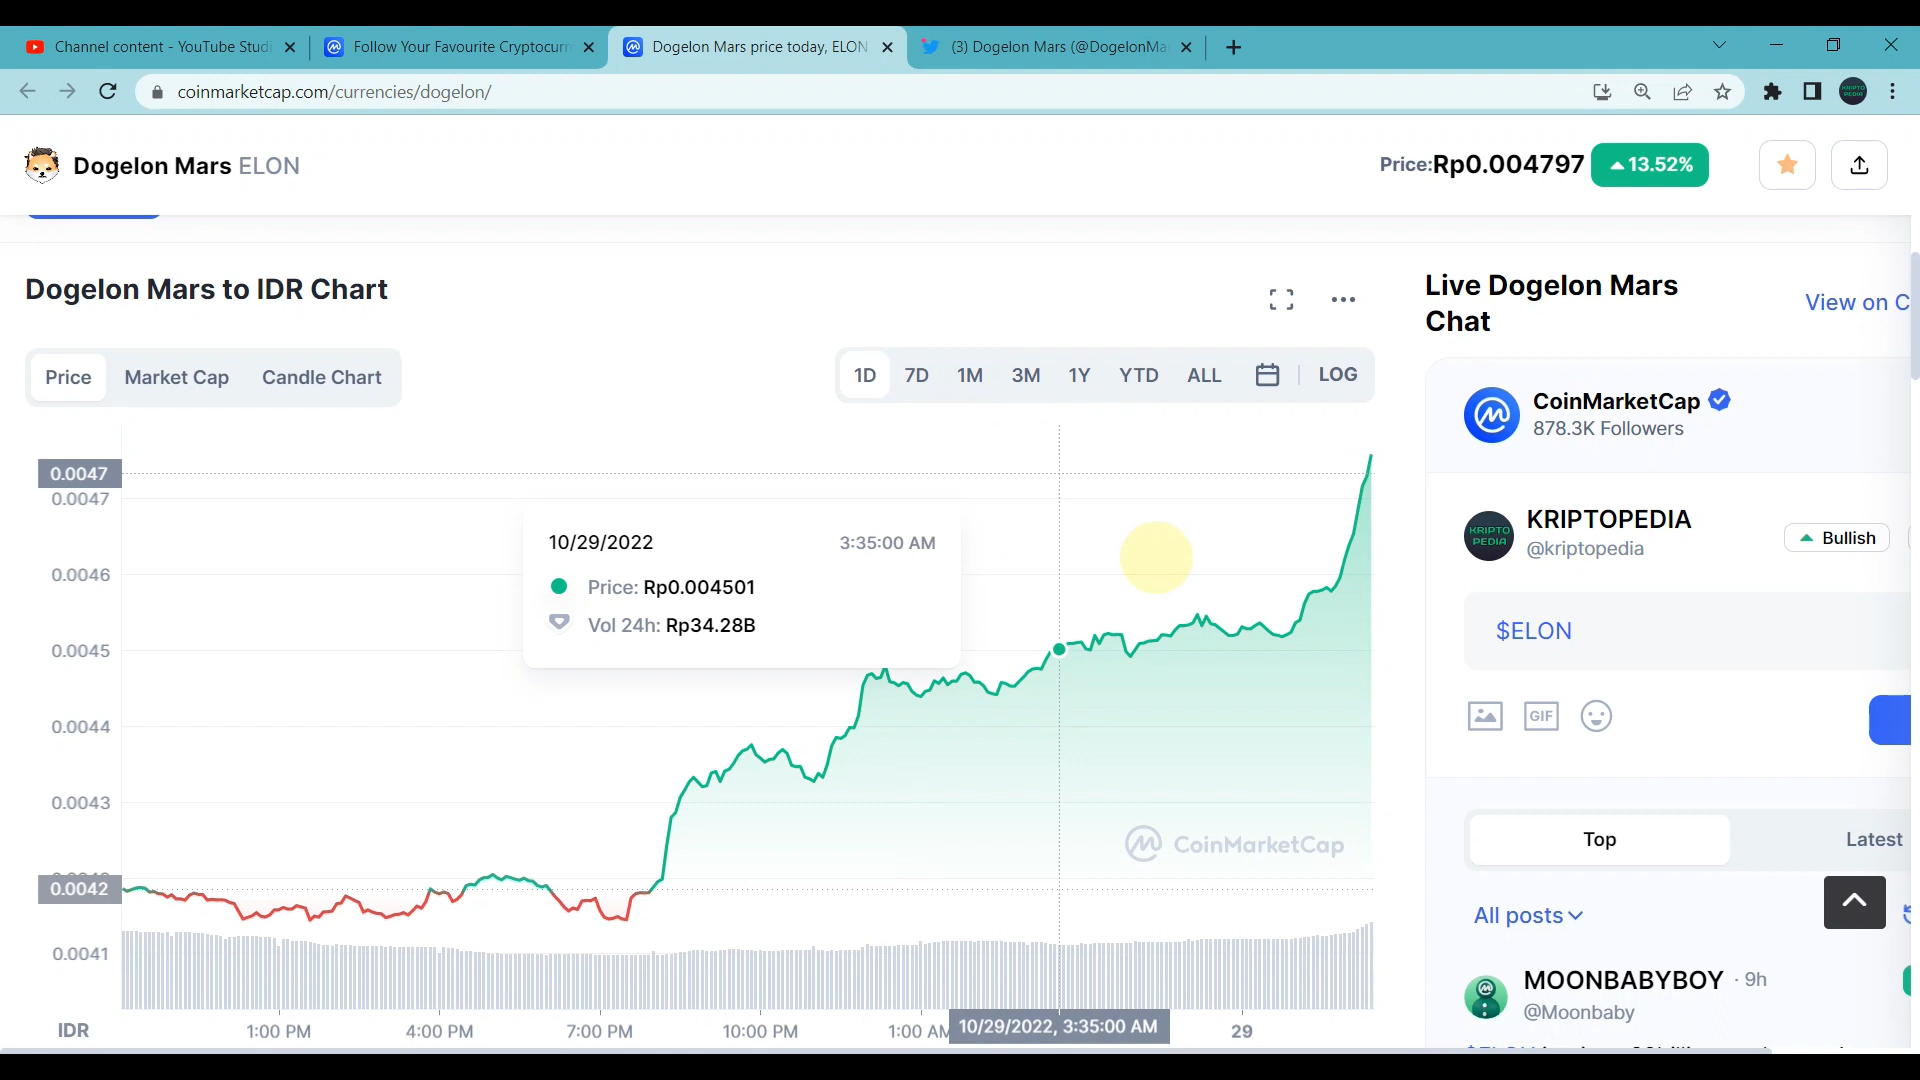 Channel content - YouTube Studi
Follow Your Favourite Cryptocurr
Dogelon Mars price today, ELON
(3) Dogelon Mars (@DogelonMa
coinmarketcap.com/currencies/dogelon/
KRIPTO
PEDIA
Dogelon Mars ELON
Price:Rp0.004797
13.52%
Dogelon Mars to IDR Chart
Price
Market Cap
Candle Chart
1D
7D
1M
3M
1Y
YTD
ALL
LOG
0.0047
0.0047
0.0046
0.0045
0.0044
0.0043
0.0042
0.0041
10/29/2022
3:35:00 AM
Price: Rp0.004501
Vol 24h: Rp34.28B
CoinMarketCap
IDR
1:00 PM
4:00 PM
7:00 PM
10:00 PM
1:00 AM
10/29/2022, 3:35:00 AM
29
Live Dogelon Mars
Chat
View on C
CoinMarketCap
878.3K Followers
KRIPTO
PEDIA
KRIPTOPEDIA
@kriptopedia
Bullish
$ELON
GIF
Top
Latest
All posts
MOONBABYBOY · 9h
@Moonbaby